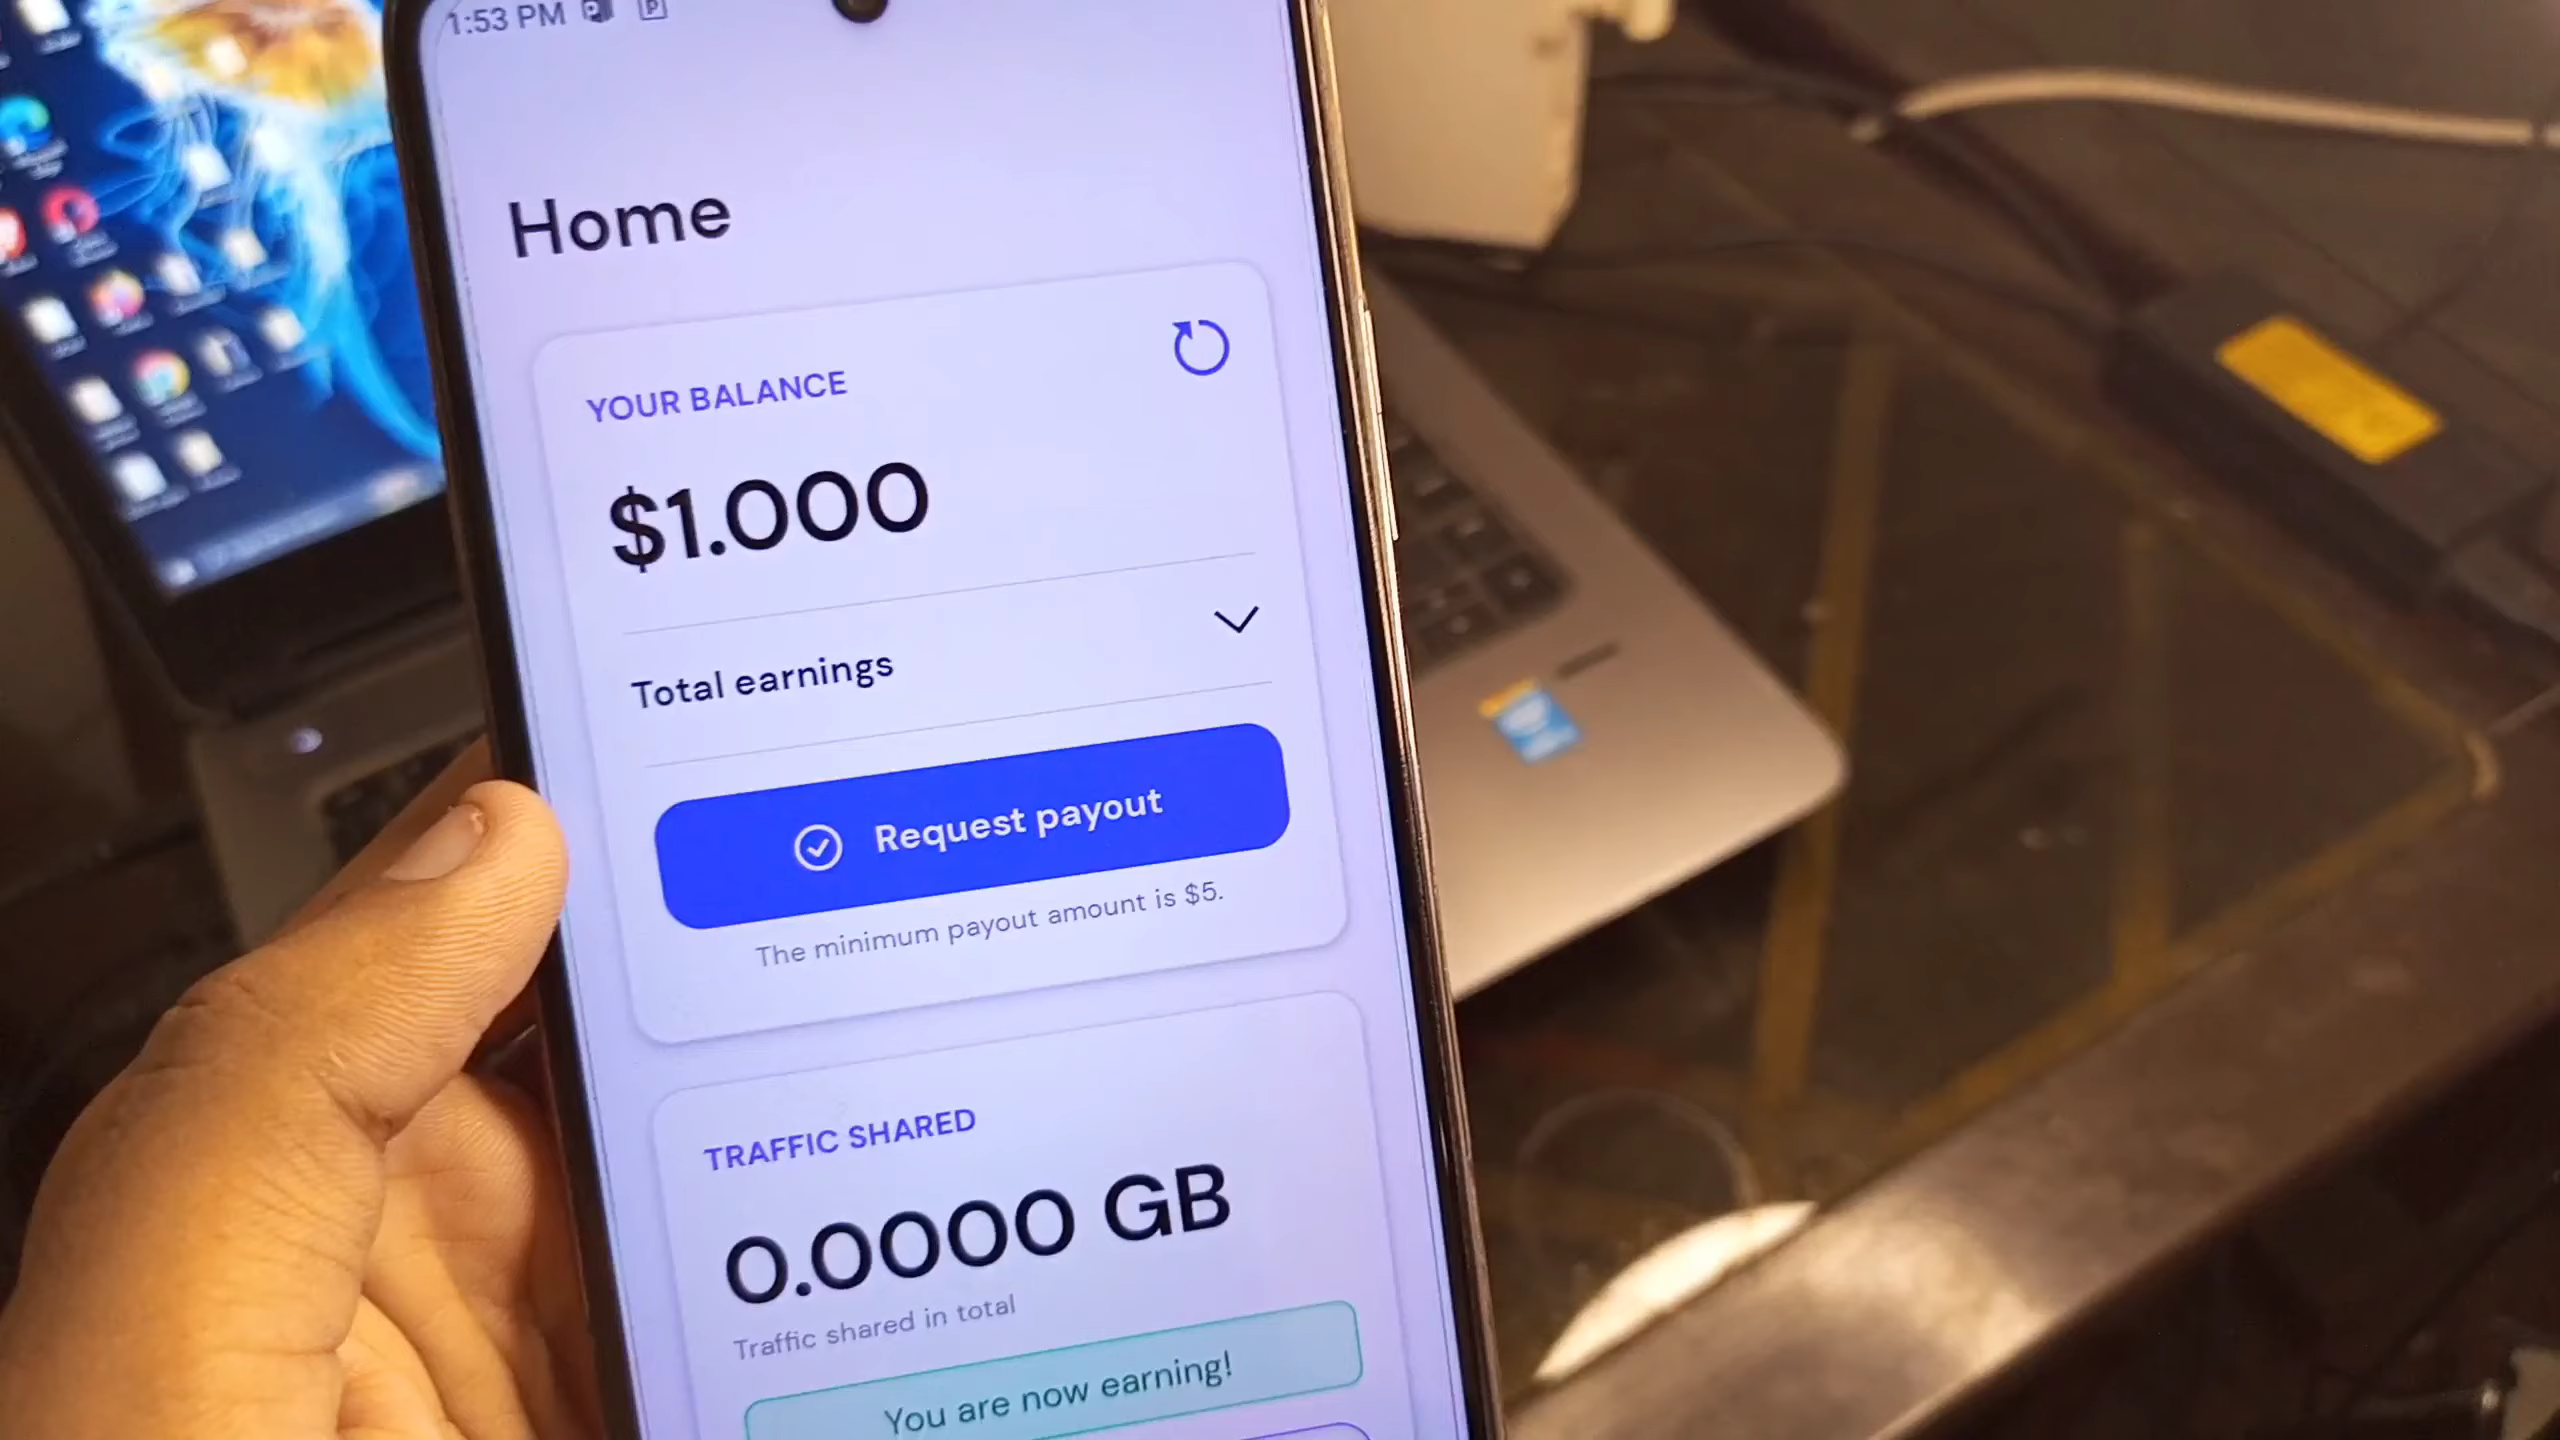 1:53 PM
Home
YOUR BALANCE
$1.000
Total earnings
Request payout
The minimum payout amount is $5.
TRAFFIC SHARED
0.0000 GB
Traffic shared in total
You are now earning!